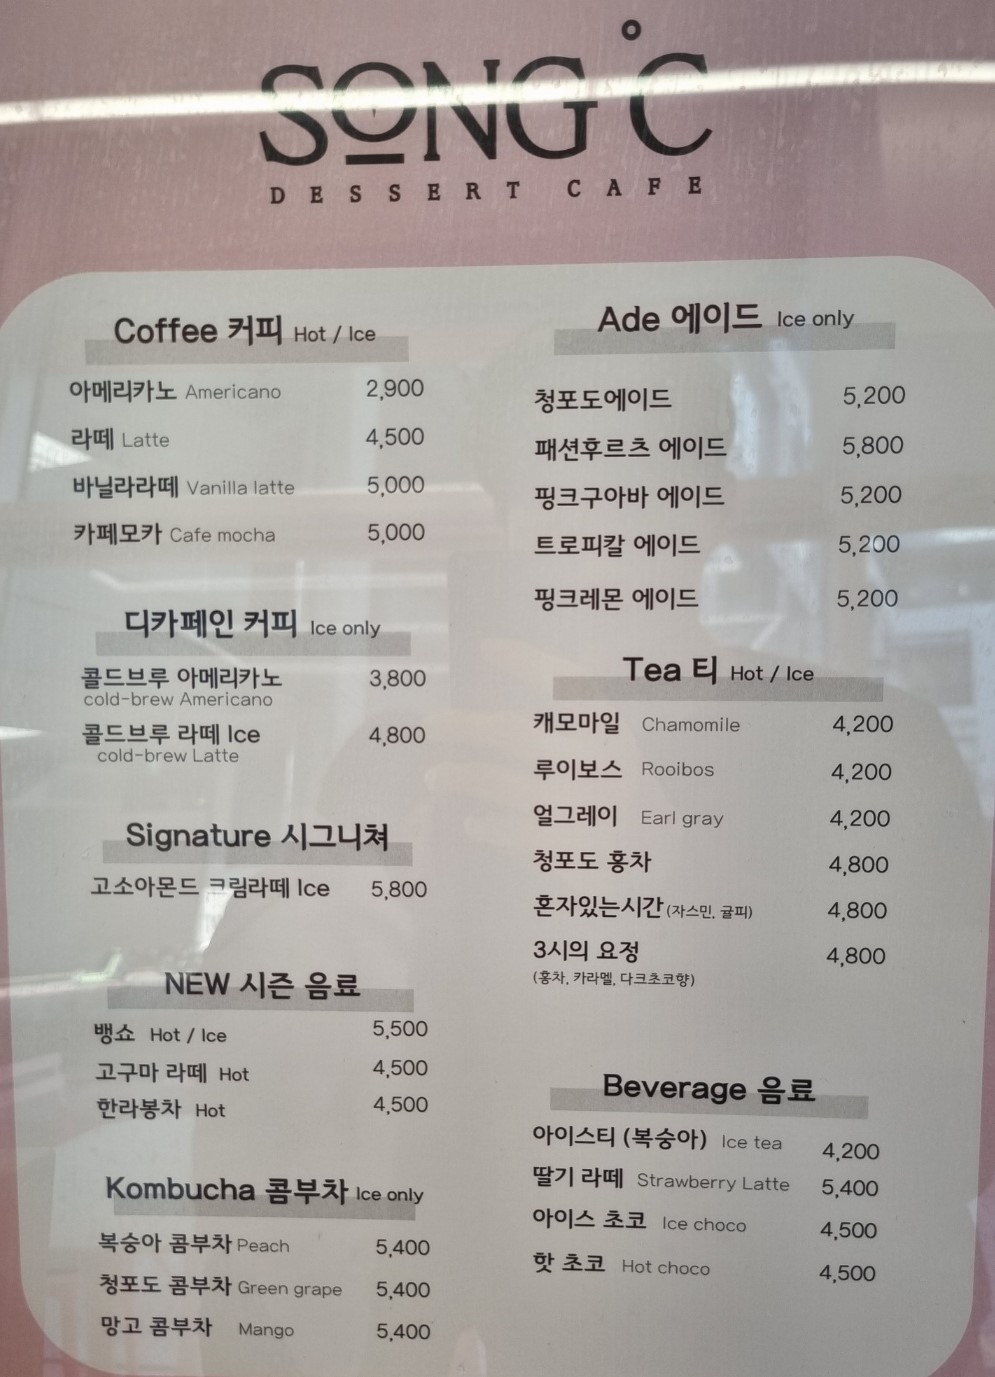 SONG°C
DESSERT CAFE
Coffee 커피 Hot / Ice
아메리카노 Americano 2,900
라떼 Latte 4,500
바닐라라떼 Vanilla latte 5,000
카페모카 Cafe mocha 5,000
디카페인 커피 Ice only
콜드브루 아메리카노 3,800
cold-brew Americano
콜드브루 라떼 Ice 4,800
cold-brew Latte
Signature 시그니쳐
고소아몬드 크림라떼 Ice 5,800
NEW 시즌 음료
뱅쇼 Hot / Ice 5,500
고구마 라떼 Hot 4,500
한라봉차 Hot 4,500
Kombucha 콤부차 Ice only
복숭아 콤부차 Peach 5,400
청포도 콤부차 Green grape 5,400
망고 콤부차 Mango 5,400
Ade 에이드 Ice only
청포도에이드 5,200
패션후르츠 에이드 5,800
핑크구아바 에이드 5,200
트로피칼 에이드 5,200
핑크레몬 에이드 5,200
Tea 티 Hot / Ice
캐모마일 Chamomile 4,200
루이보스 Rooibos 4,200
얼그레이 Earl gray 4,200
청포도 홍차 4,800
혼자있는시간 (자스민, 귤피) 4,800
3시의 요정 4,800
(홍차, 카라멜, 다크초코향)
Beverage 음료
아이스티 (복숭아) Ice tea 4,200
딸기 라떼 Strawberry Latte 5,400
아이스 초코 Ice choco 4,500
핫 초코 Hot choco 4,500